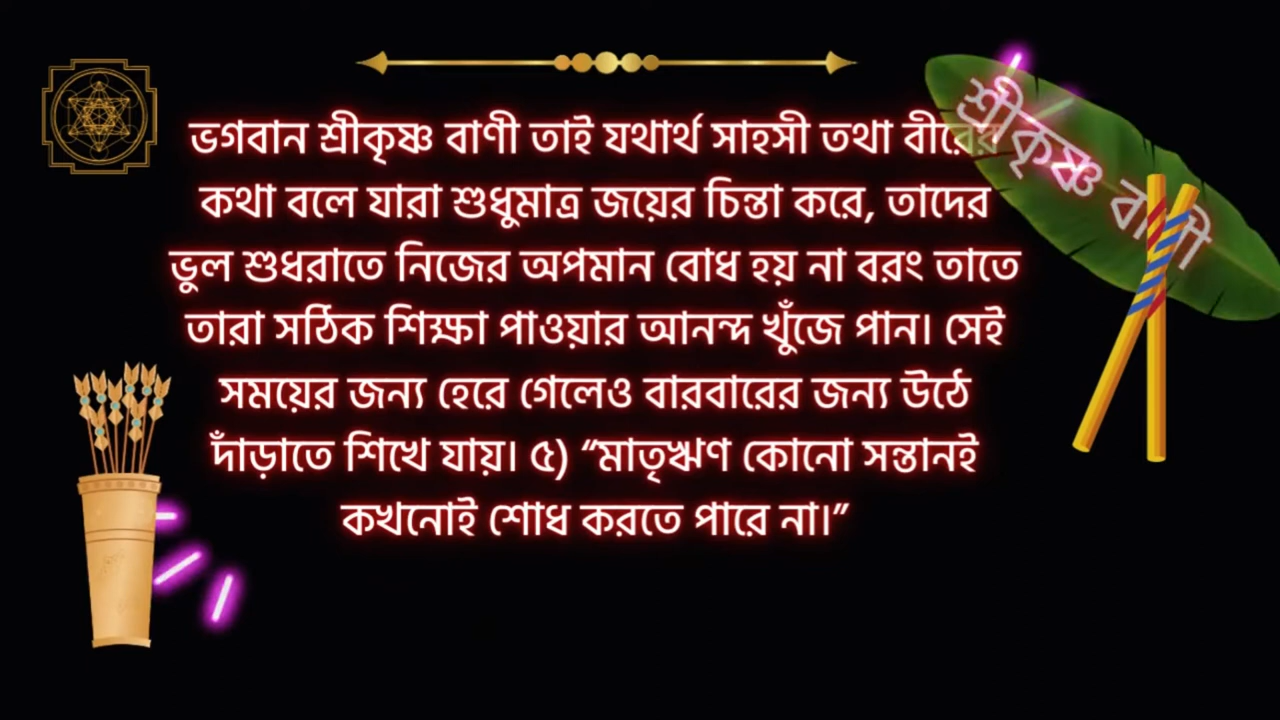 ভগবান শ্রীকৃষ্ণ বাণী তাই যথার্থ সাহসী তথা বীরের
কথা বলে যারা শুধুমাত্র জয়ের চিন্তা করে, তাদের
ভুল শুধরাতে নিজের অপমান বোধ হয় না বরং তাতে
তারা সঠিক শিক্ষা পাওয়ার আনন্দ খুঁজে পান। সেই
সময়ের জন্য হেরে গেলেও বারবারের জন্য উঠে
দাঁড়াতে শিখে যায়। ৫) “মাতৃঋণ কোনো সন্তানই
কখনোই শোধ করতে পারে না।”
শ্রীকৃষ্ণ বাণী